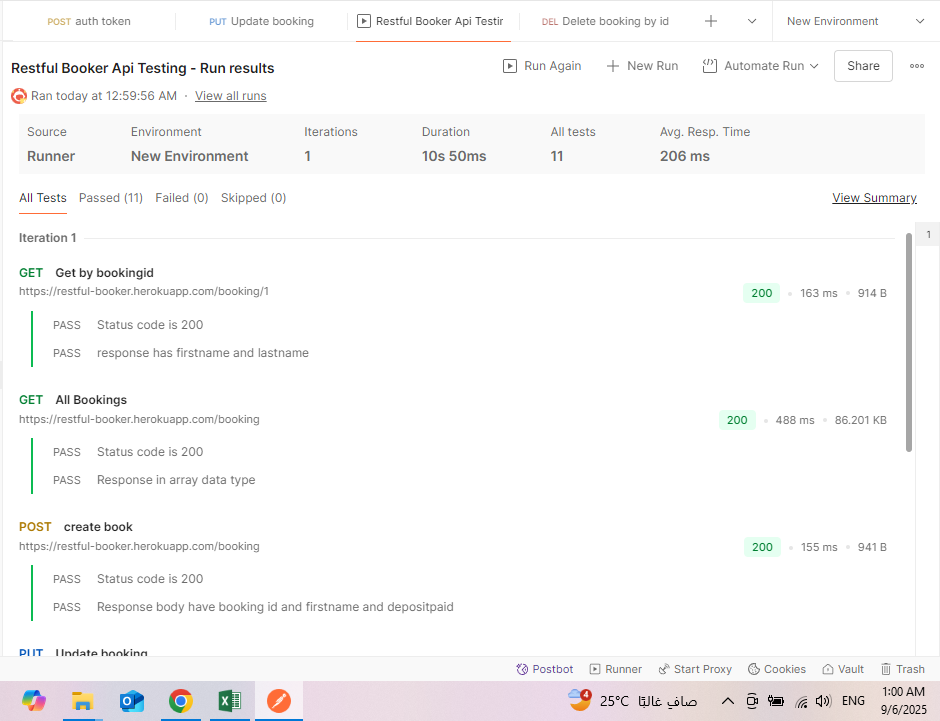 POST auth token PUT Update booking Restful Booker Api Testin DEL Delete booking by id New Environment
Restful Booker Api Testing - Run results
Run Again New Run Automate Run Share
Ran today at 12:59:56 AM · View all runs
Source Environment Iterations Duration All tests Avg. Resp. Time
Runner New Environment 1 10s 50ms 11 206 ms
All Tests Passed (11) Failed (0) Skipped (0) View Summary
Iteration 1 1
GET Get by bookingid
https://restful-booker.herokuapp.com/booking/1
200 163 ms 914 B
PASS Status code is 200
PASS response has firstname and lastname
GET All Bookings
https://restful-booker.herokuapp.com/booking
200 488 ms 86.201 KB
PASS Status code is 200
PASS Response in array data type
POST create book
https://restful-booker.herokuapp.com/booking
200 155 ms 941 B
PASS Status code is 200
PASS Response body have booking id and firstname and depositpaid
PUT Update booking
Postbot Runner Start Proxy Cookies Vault Trash
4 25°C صافٍ غالبًا ENG 1:00 AM
9/6/2025